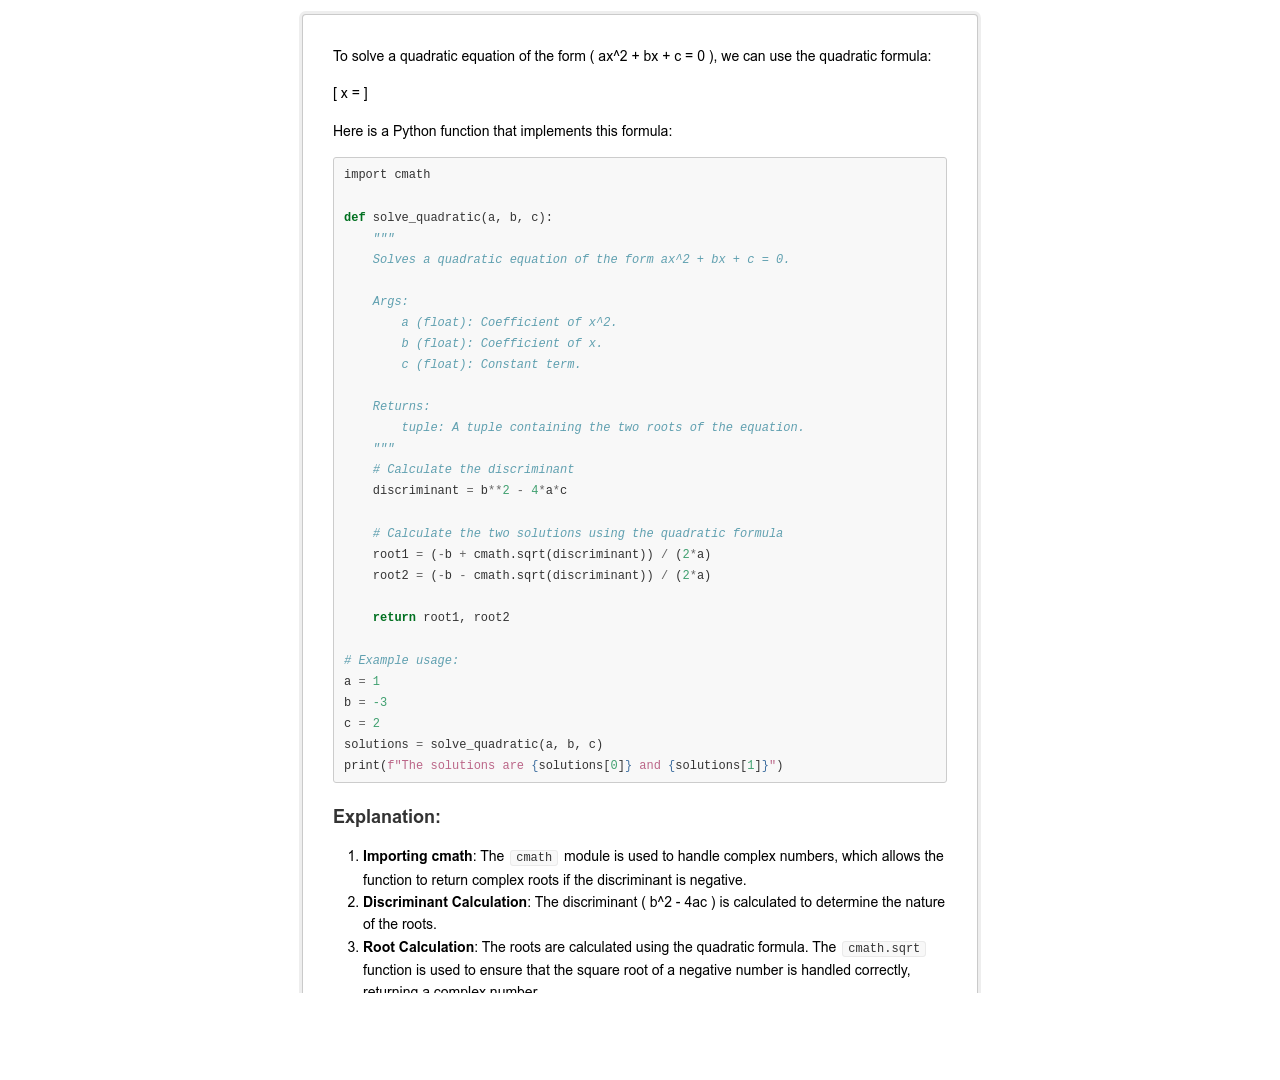 To solve a quadratic equation of the form ( ax^2 + bx + c = 0 ), we can use the quadratic formula:
[ x = ]
Here is a Python function that implements this formula:
import cmath
def solve_quadratic(a, b, c):
    """
    Solves a quadratic equation of the form ax^2 + bx + c = 0.
    Args:
        a (float): Coefficient of x^2.
        b (float): Coefficient of x.
        c (float): Constant term.
    Returns:
        tuple: A tuple containing the two roots of the equation.
    """
    # Calculate the discriminant
    discriminant = b**2 - 4*a*c
    # Calculate the two solutions using the quadratic formula
    root1 = (-b + cmath.sqrt(discriminant)) / (2*a)
    root2 = (-b - cmath.sqrt(discriminant)) / (2*a)
    return root1, root2
# Example usage:
a = 1
b = -3
c = 2
solutions = solve_quadratic(a, b, c)
print(f"The solutions are {solutions[0]} and {solutions[1]}")
Explanation:
1. Importing cmath: The cmath module is used to handle complex numbers, which allows the
function to return complex roots if the discriminant is negative.
2. Discriminant Calculation: The discriminant ( b^2 - 4ac ) is calculated to determine the nature
of the roots.
3. Root Calculation: The roots are calculated using the quadratic formula. The cmath.sqrt
function is used to ensure that the square root of a negative number is handled correctly,
returning a complex number.